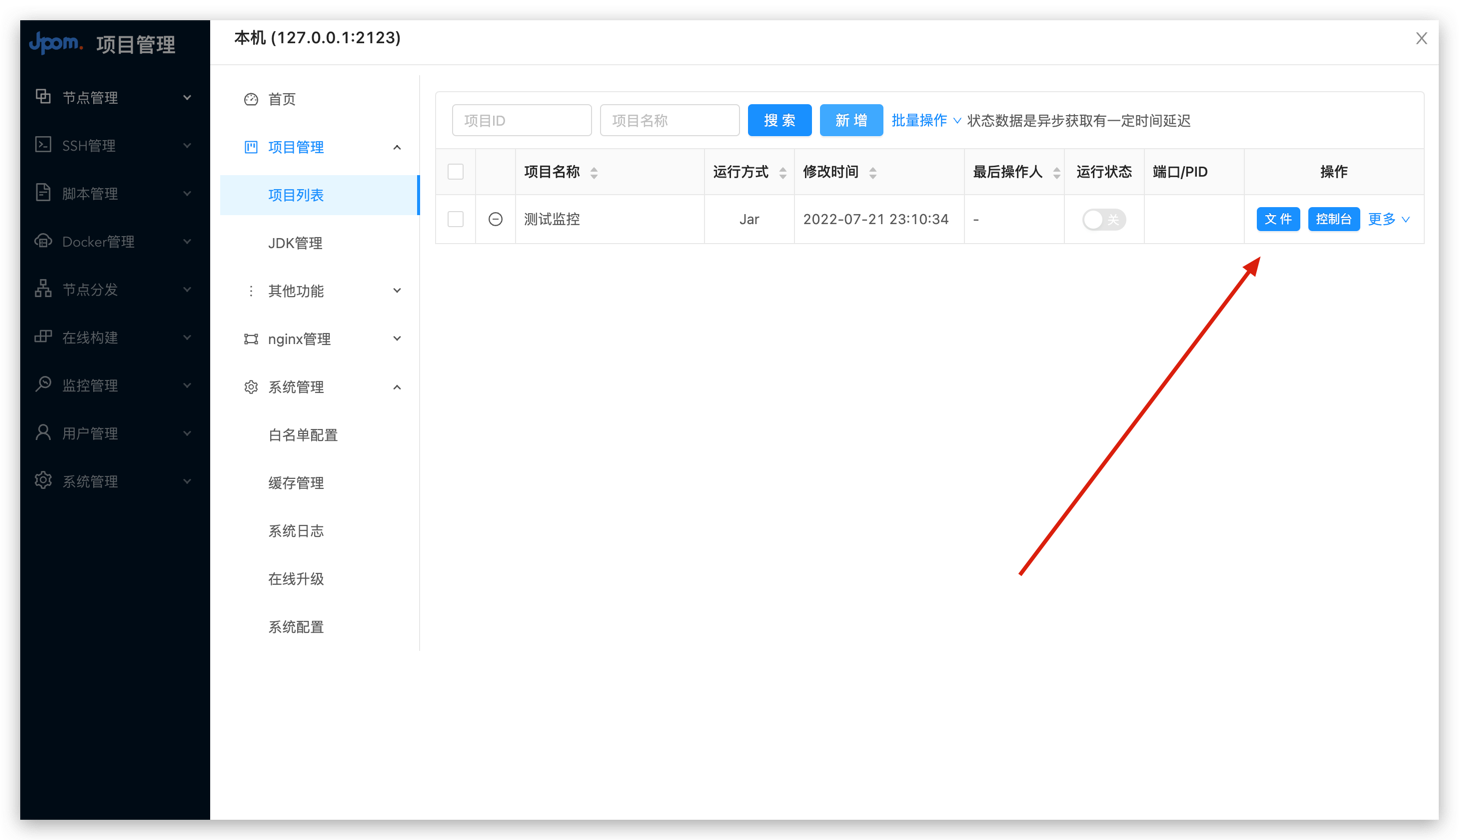 Jpom. 项目管理
节点管理
SSH管理
脚本管理
Docker管理
节点分发
在线构建
监控管理
用户管理
系统管理
本机 (127.0.0.1:2123)
首页
项目管理
项目列表
JDK管理
其他功能
nginx管理
系统管理
白名单配置
缓存管理
系统日志
在线升级
系统配置
项目ID 项目名称 搜 索 新 增 批量操作 状态数据是异步获取有一定时间延迟
项目名称 运行方式 修改时间 最后操作人 运行状态 端口/PID 操作
测试监控 Jar 2022-07-21 23:10:34 - 关 文 件 控制台 更多